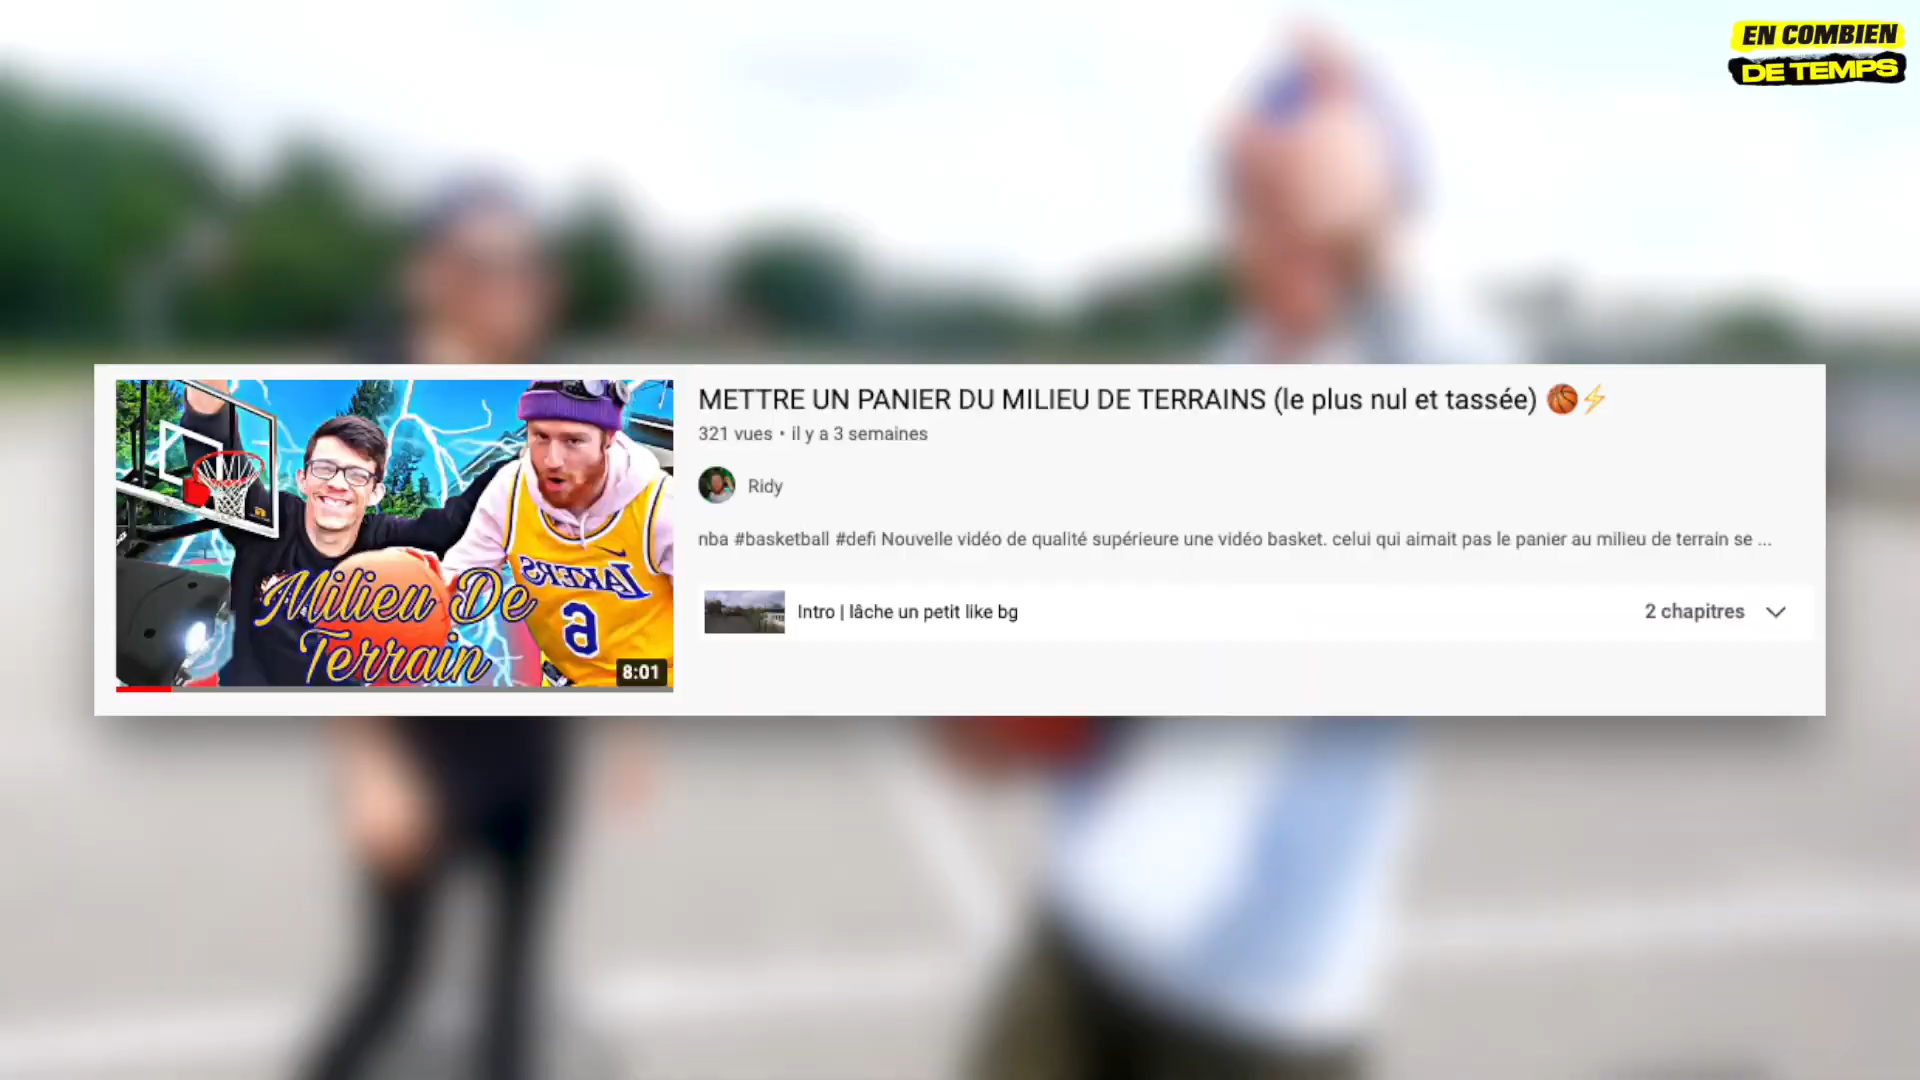 EN COMBIEN
DE TEMPS
METTRE UN PANIER DU MILIEU DE TERRAINS (le plus nul et tassée) 🏀⚡
321 vues • il y a 3 semaines
Ridy
nba #basketball #defi Nouvelle vidéo de qualité supérieure une vidéo basket. celui qui aimait pas le panier au milieu de terrain se ...
Intro | lâche un petit like bg
2 chapitres
LAKERS
6
Milieu De
Terrain
8:01